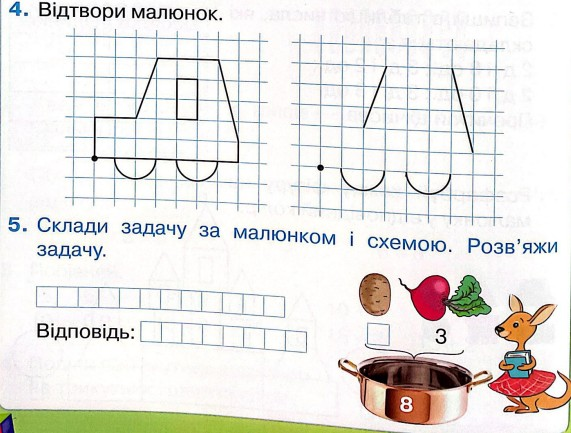 4. Відтвори малюнок.
5. Склади задачу за малюнком і схемою. Розв'яжи
задачу.
Відповідь:
3
8